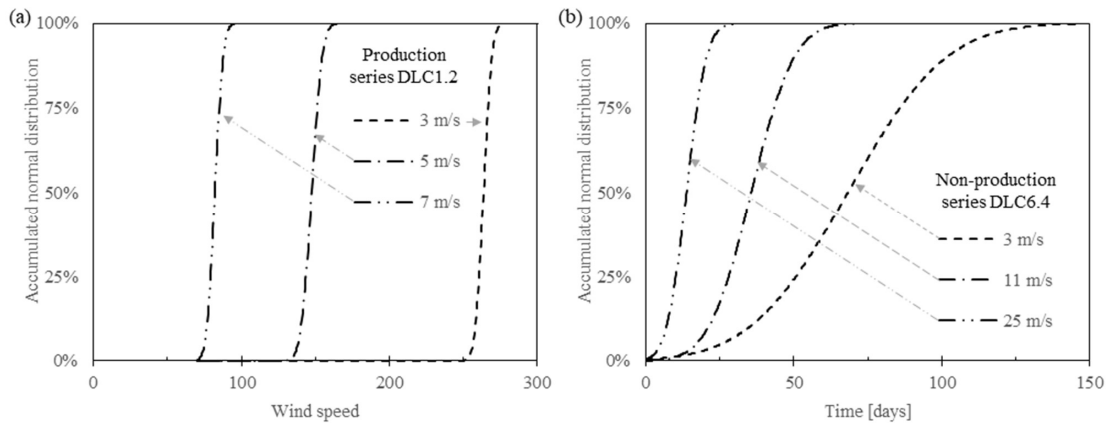 (a)
Accumulated normal distribution
100%
75%
50%
25%
0%
Production
series DLC1.2
3 m/s
5 m/s
7 m/s
0
100
200
300
Wind speed
(b)
Accumulated normal distribution
100%
75%
50%
25%
0%
Non-production
series DLC6.4
3 m/s
11 m/s
25 m/s
0
50
100
150
Time [days]